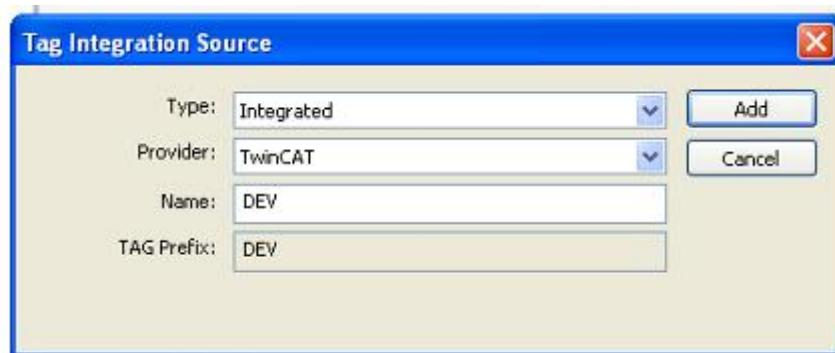 Tag Integration Source
Type: Integrated Add
Provider: TwinCAT Cancel
Name: DEV
TAG Prefix: DEV